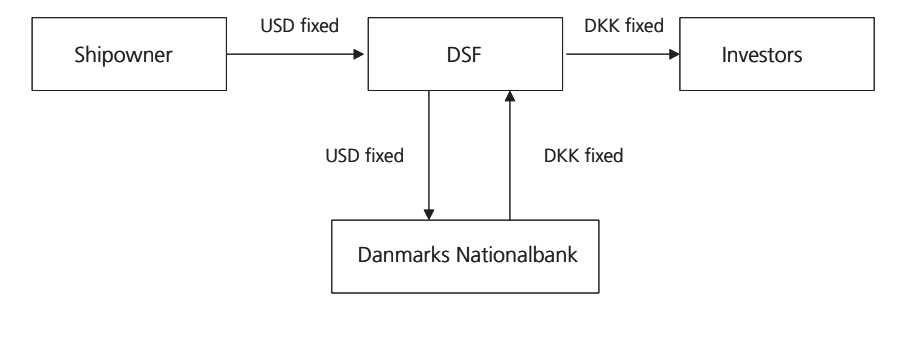 USD fixed
DKK fixed
Shipowner
DSF
Investors
USD fixed
DKK fixed
Danmarks Nationalbank